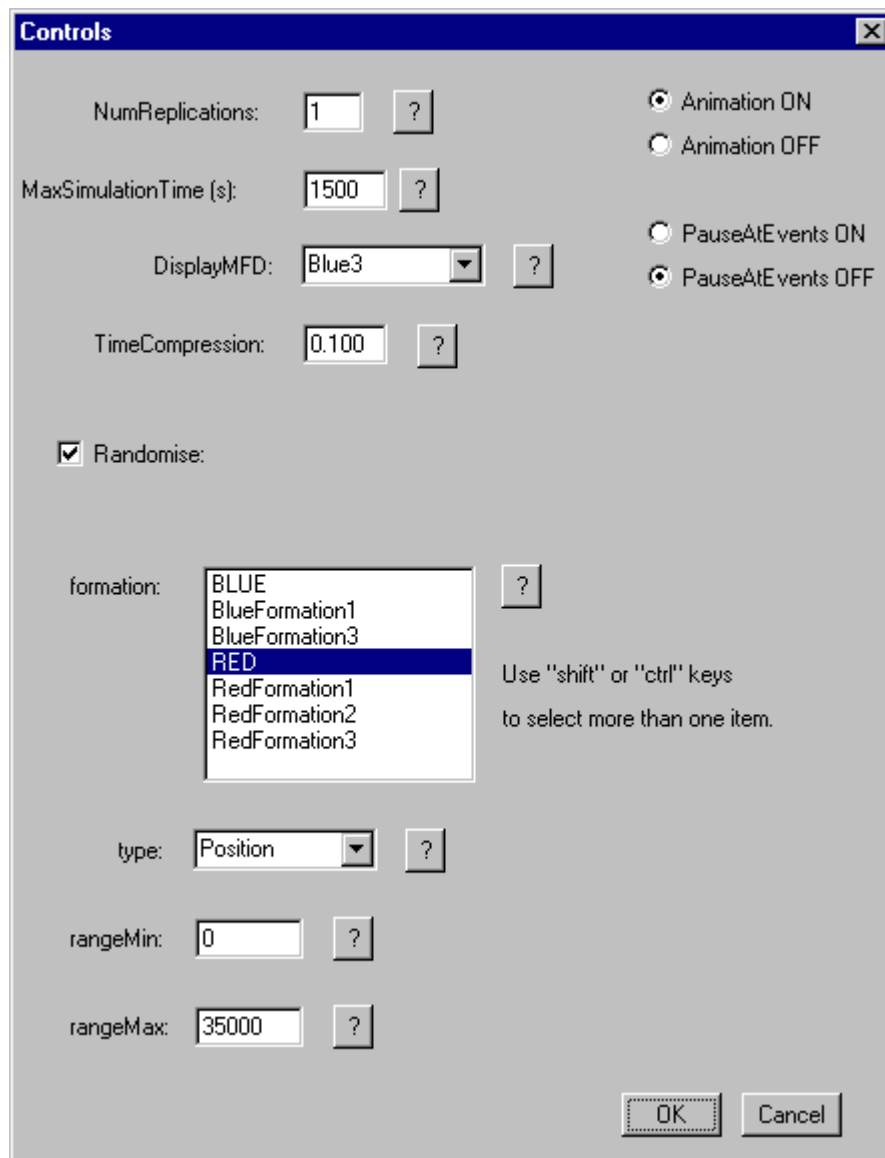 Controls
NumReplications: 1 ?
Animation ON
Animation OFF
MaxSimulationTime (s): 1500 ?
PauseAtEvents ON
DisplayMFD: Blue3 ?
PauseAtEvents OFF
TimeCompression: 0.100 ?
Randomise:
formation:
BLUE
BlueFormation1
BlueFormation3
RED
RedFormation1
RedFormation2
RedFormation3
?
Use "shift" or "ctrl" keys
to select more than one item.
type: Position ?
rangeMin: 0 ?
rangeMax: 35000 ?
OK Cancel